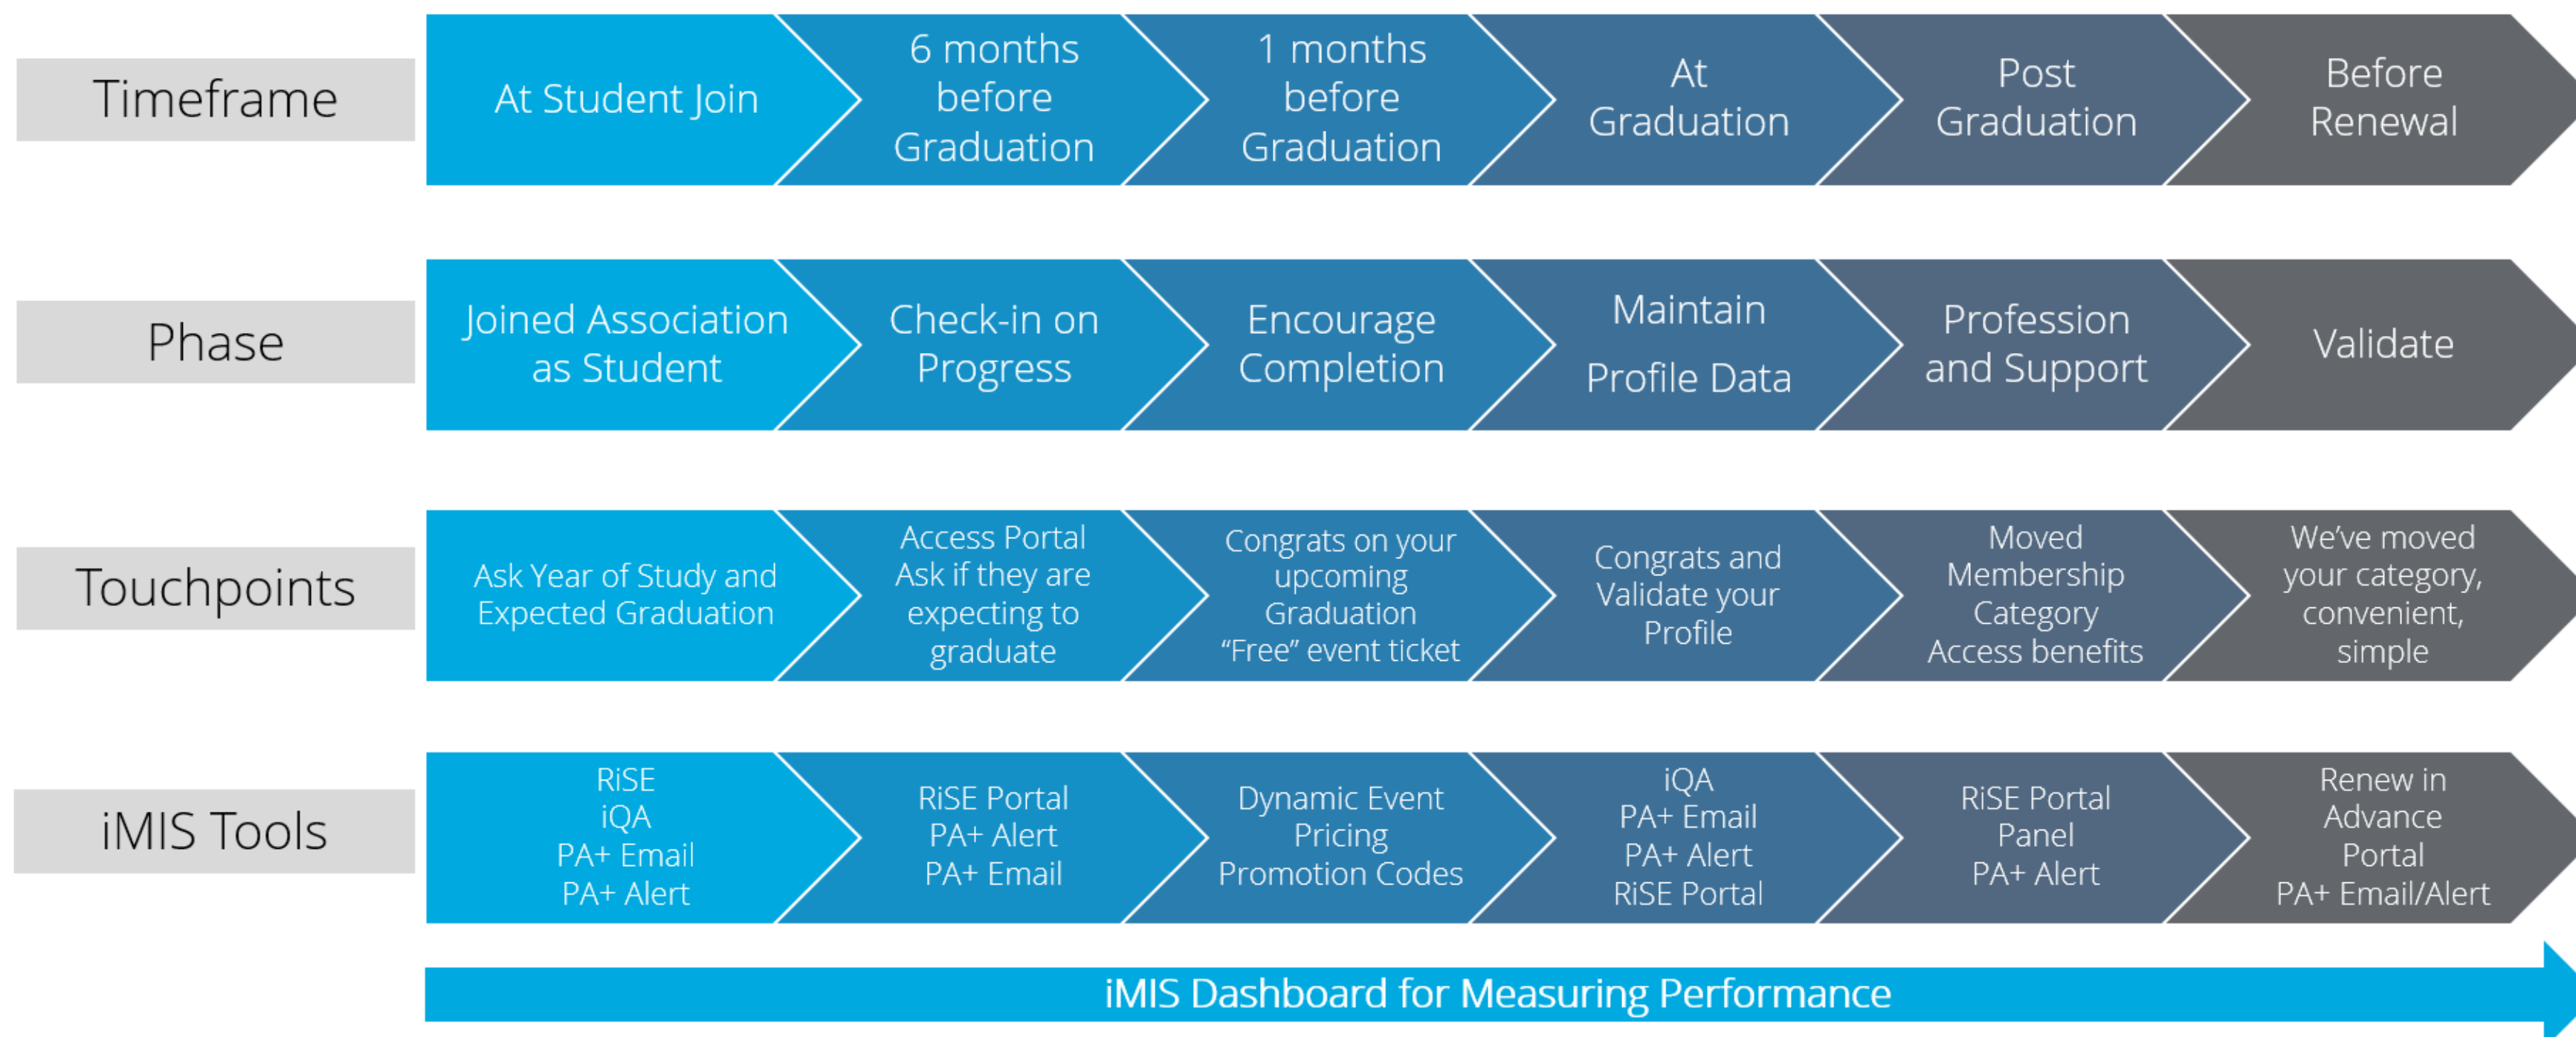 Timeframe
At Student Join
6 months
before
Graduation
1 months
before
Graduation
At
Graduation
Post
Graduation
Before
Renewal
Phase
Joined Association
as Student
Check-in on
Progress
Encourage
Completion
Maintain
Profile Data
Profession
and Support
Validate
Touchpoints
Ask Year of Study and
Expected Graduation
Access Portal
Ask if they are
expecting to
graduate
Congrats on your
upcoming
Graduation
“Free” event ticket
Congrats and
Validate your
Profile
Moved
Membership
Category
Access benefits
We’ve moved
your category,
convenient,
simple
iMIS Tools
RiSE
iQA
PA+ Email
PA+ Alert
RiSE Portal
PA+ Alert
PA+ Email
Dynamic Event
Pricing
Promotion Codes
iQA
PA+ Email
PA+ Alert
RiSE Portal
RiSE Portal
Panel
PA+ Alert
Renew in
Advance
Portal
PA+ Email/Alert
iMIS Dashboard for Measuring Performance